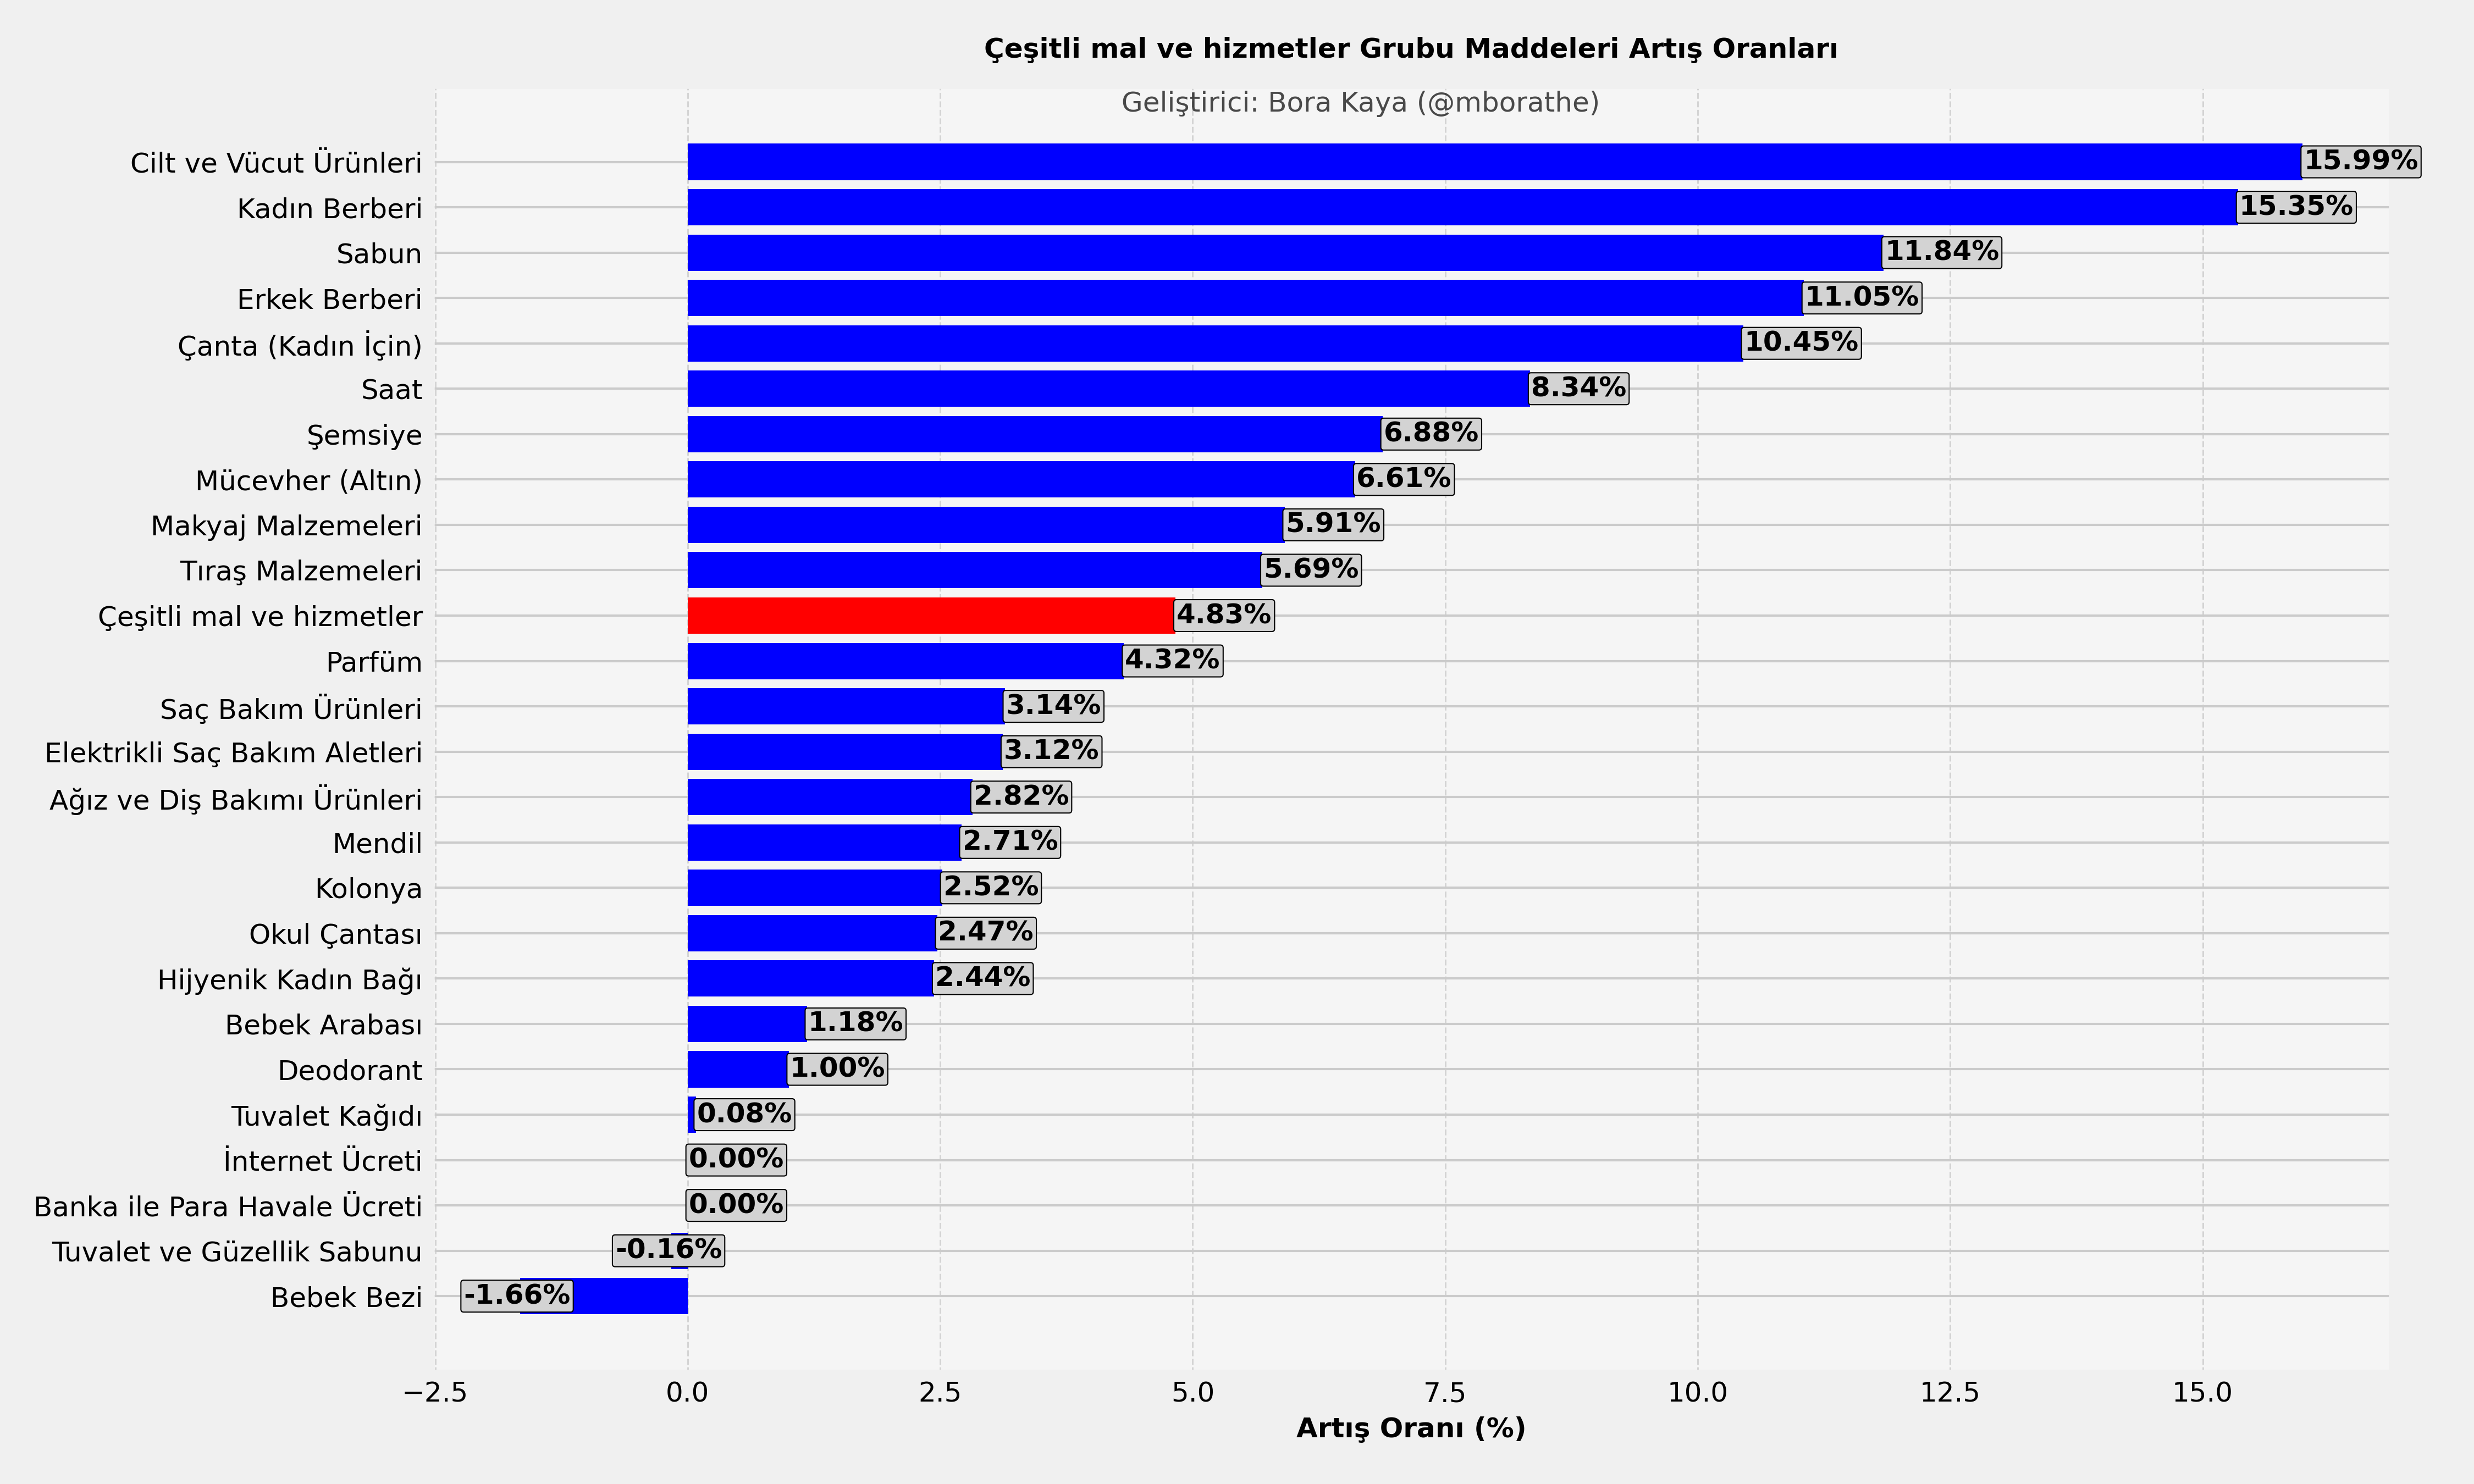 Çeşitli mal ve hizmetler Grubu Maddeleri Artış Oranları
Geliştirici: Bora Kaya (@mborathe)
Cilt ve Vücut Ürünleri 15.99%
Kadın Berberi 15.35%
Sabun 11.84%
Erkek Berberi 11.05%
Çanta (Kadın İçin) 10.45%
Saat 8.34%
Şemsiye 6.88%
Mücevher (Altın) 6.61%
Makyaj Malzemeleri 5.91%
Tıraş Malzemeleri 5.69%
Çeşitli mal ve hizmetler 4.83%
Parfüm 4.32%
Saç Bakım Ürünleri 3.14%
Elektrikli Saç Bakım Aletleri 3.12%
Ağız ve Diş Bakımı Ürünleri 2.82%
Mendil 2.71%
Kolonya 2.52%
Okul Çantası 2.47%
Hijyenik Kadın Bağı 2.44%
Bebek Arabası 1.18%
Deodorant 1.00%
Tuvalet Kağıdı 0.08%
İnternet Ücreti 0.00%
Banka ile Para Havale Ücreti 0.00%
Tuvalet ve Güzellik Sabunu -0.16%
Bebek Bezi -1.66%
−2.5 0.0 2.5 5.0 7.5 10.0 12.5 15.0
Artış Oranı (%)